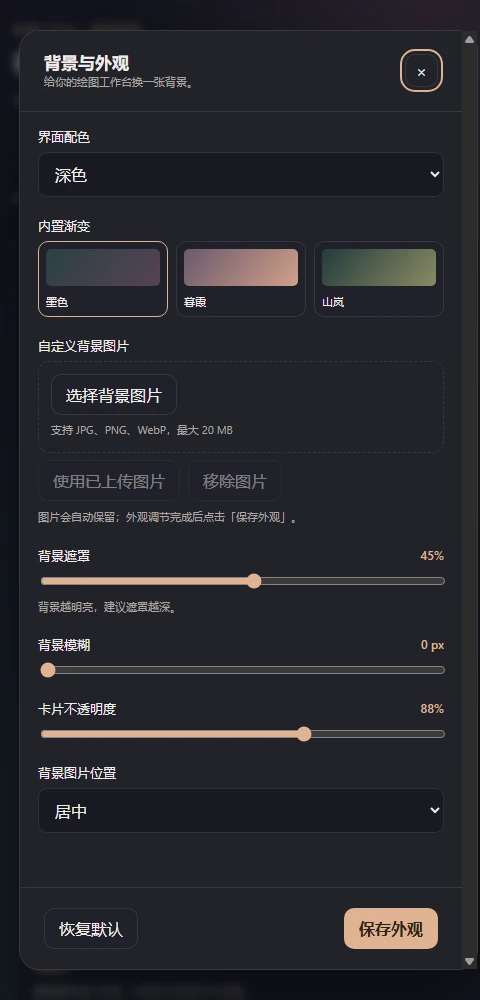 背景与外观
给你的绘图工作台换一张背景。
×
界面配色
深色
内置渐变
墨色
暮霞
山岚
自定义背景图片
选择背景图片
支持 JPG、PNG、WebP，最大 20 MB
使用已上传图片
移除图片
图片会自动保留；外观调节完成后点击「保存外观」。
背景遮罩
45%
背景越明亮，建议遮罩越深。
背景模糊
0 px
卡片不透明度
88%
背景图片位置
居中
恢复默认
保存外观